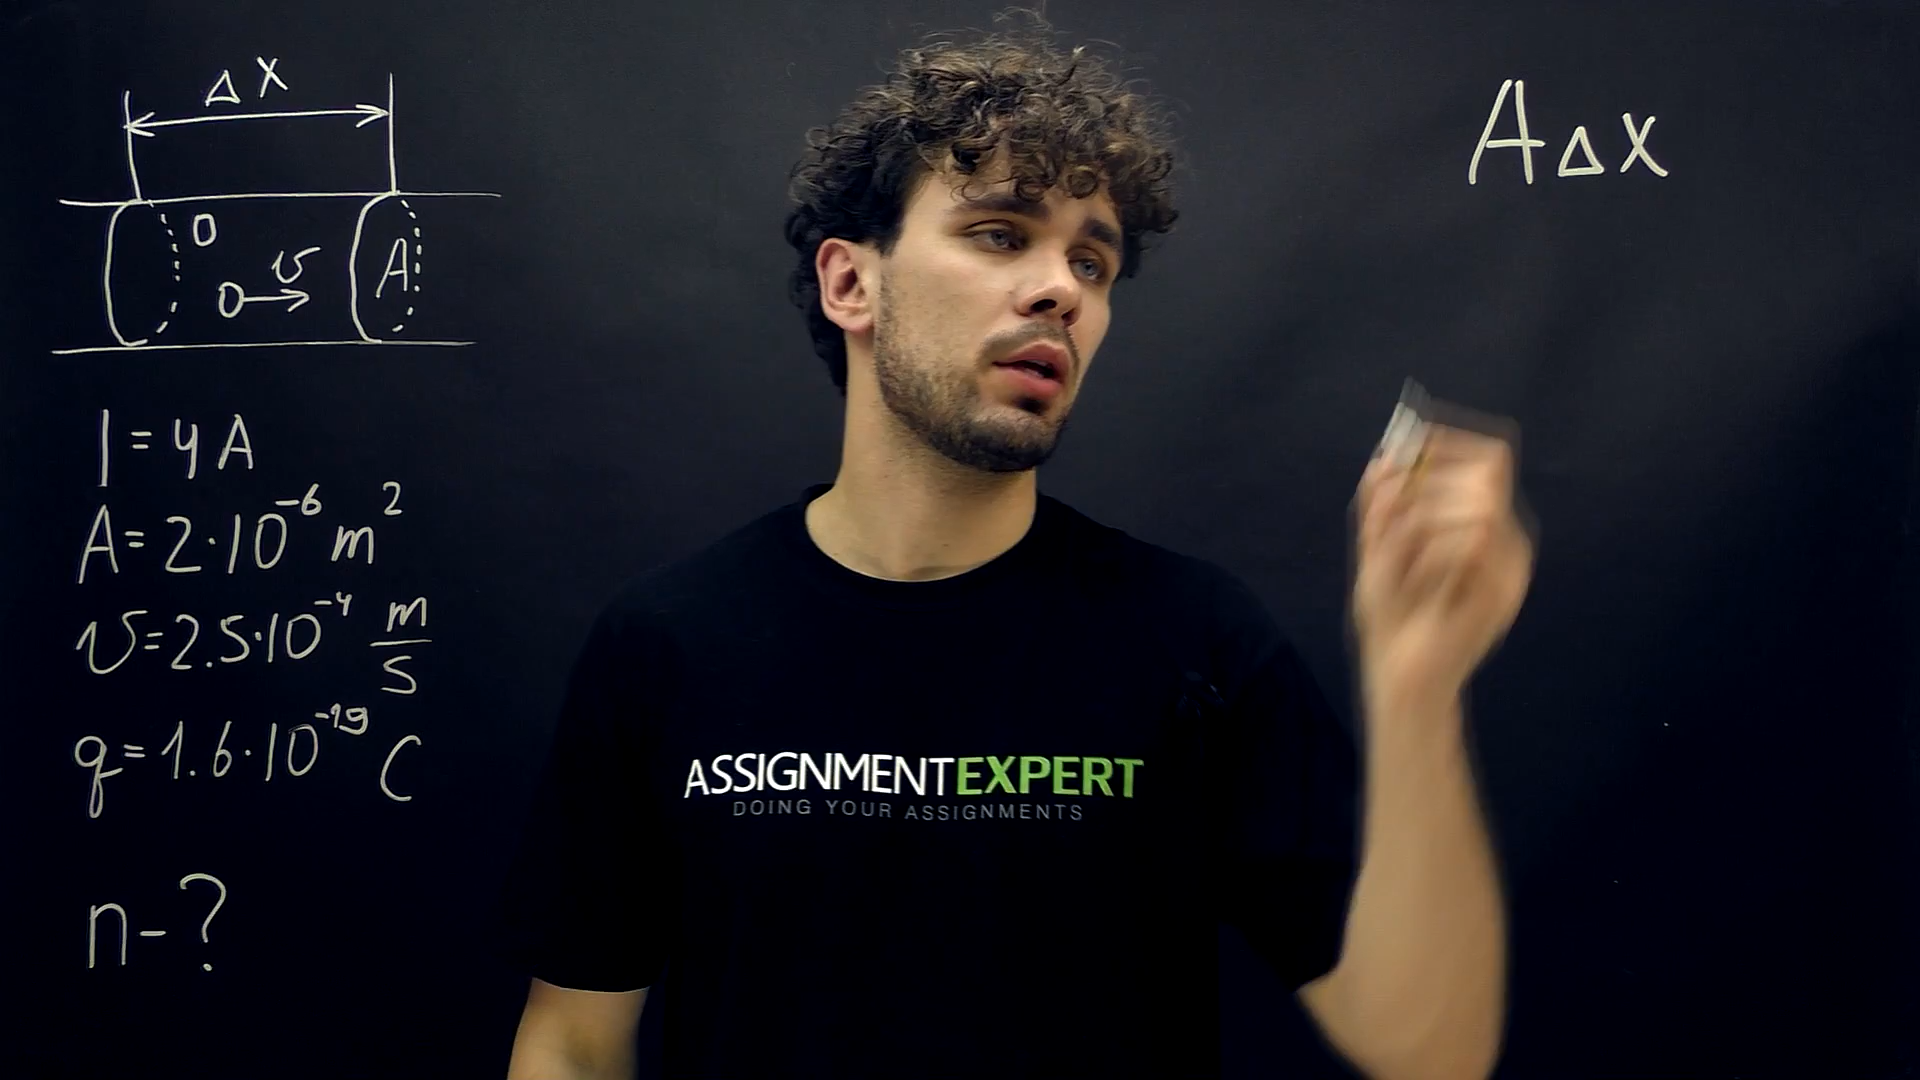 Δx
A Δ x
0
v
A
0
I = 4 A
A = 2 · 10⁻⁶ m²
v = 2.5 · 10⁻⁴ m/s
q = 1.6 · 10⁻¹⁹ C
n - ?
ASSIGNMENTEXPERT
DOING YOUR ASSIGNMENTS